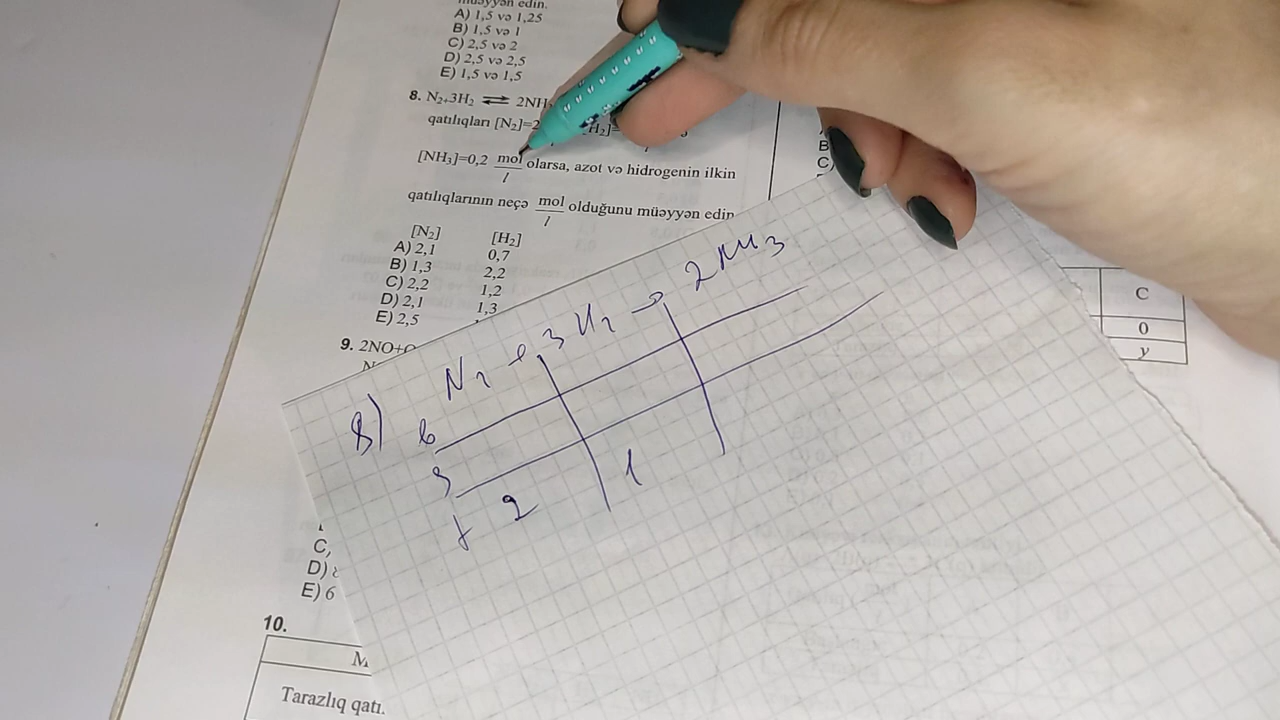 müəyyən edin.
A) 1,5 və 1,25
B) 1,5 və 1
C) 2,5 və 2
D) 2,5 və 2,5
E) 1,5 və 1,5
8. N₂+3H₂ ⇌ 2NH
qatılıqları [N₂]=2 H₂]=
l
[NH₃]=0,2 mol/l olarsa, azot və hidrogenin ilkin
qatılıqlarının neçə mol/l olduğunu müəyyən edin
[N₂] [H₂]
A) 2,1 0,7
B) 1,3 2,2
C) 2,2 1,2
D) 2,1 1,3
E) 2,5
9. 2NO+
N
C,
D)
E) 6
10.
M
Tarazlıq qatı.
B
C)
C
0
y
8) N₂ + 3H₂ → 2NH₃
b
s
t 2 1